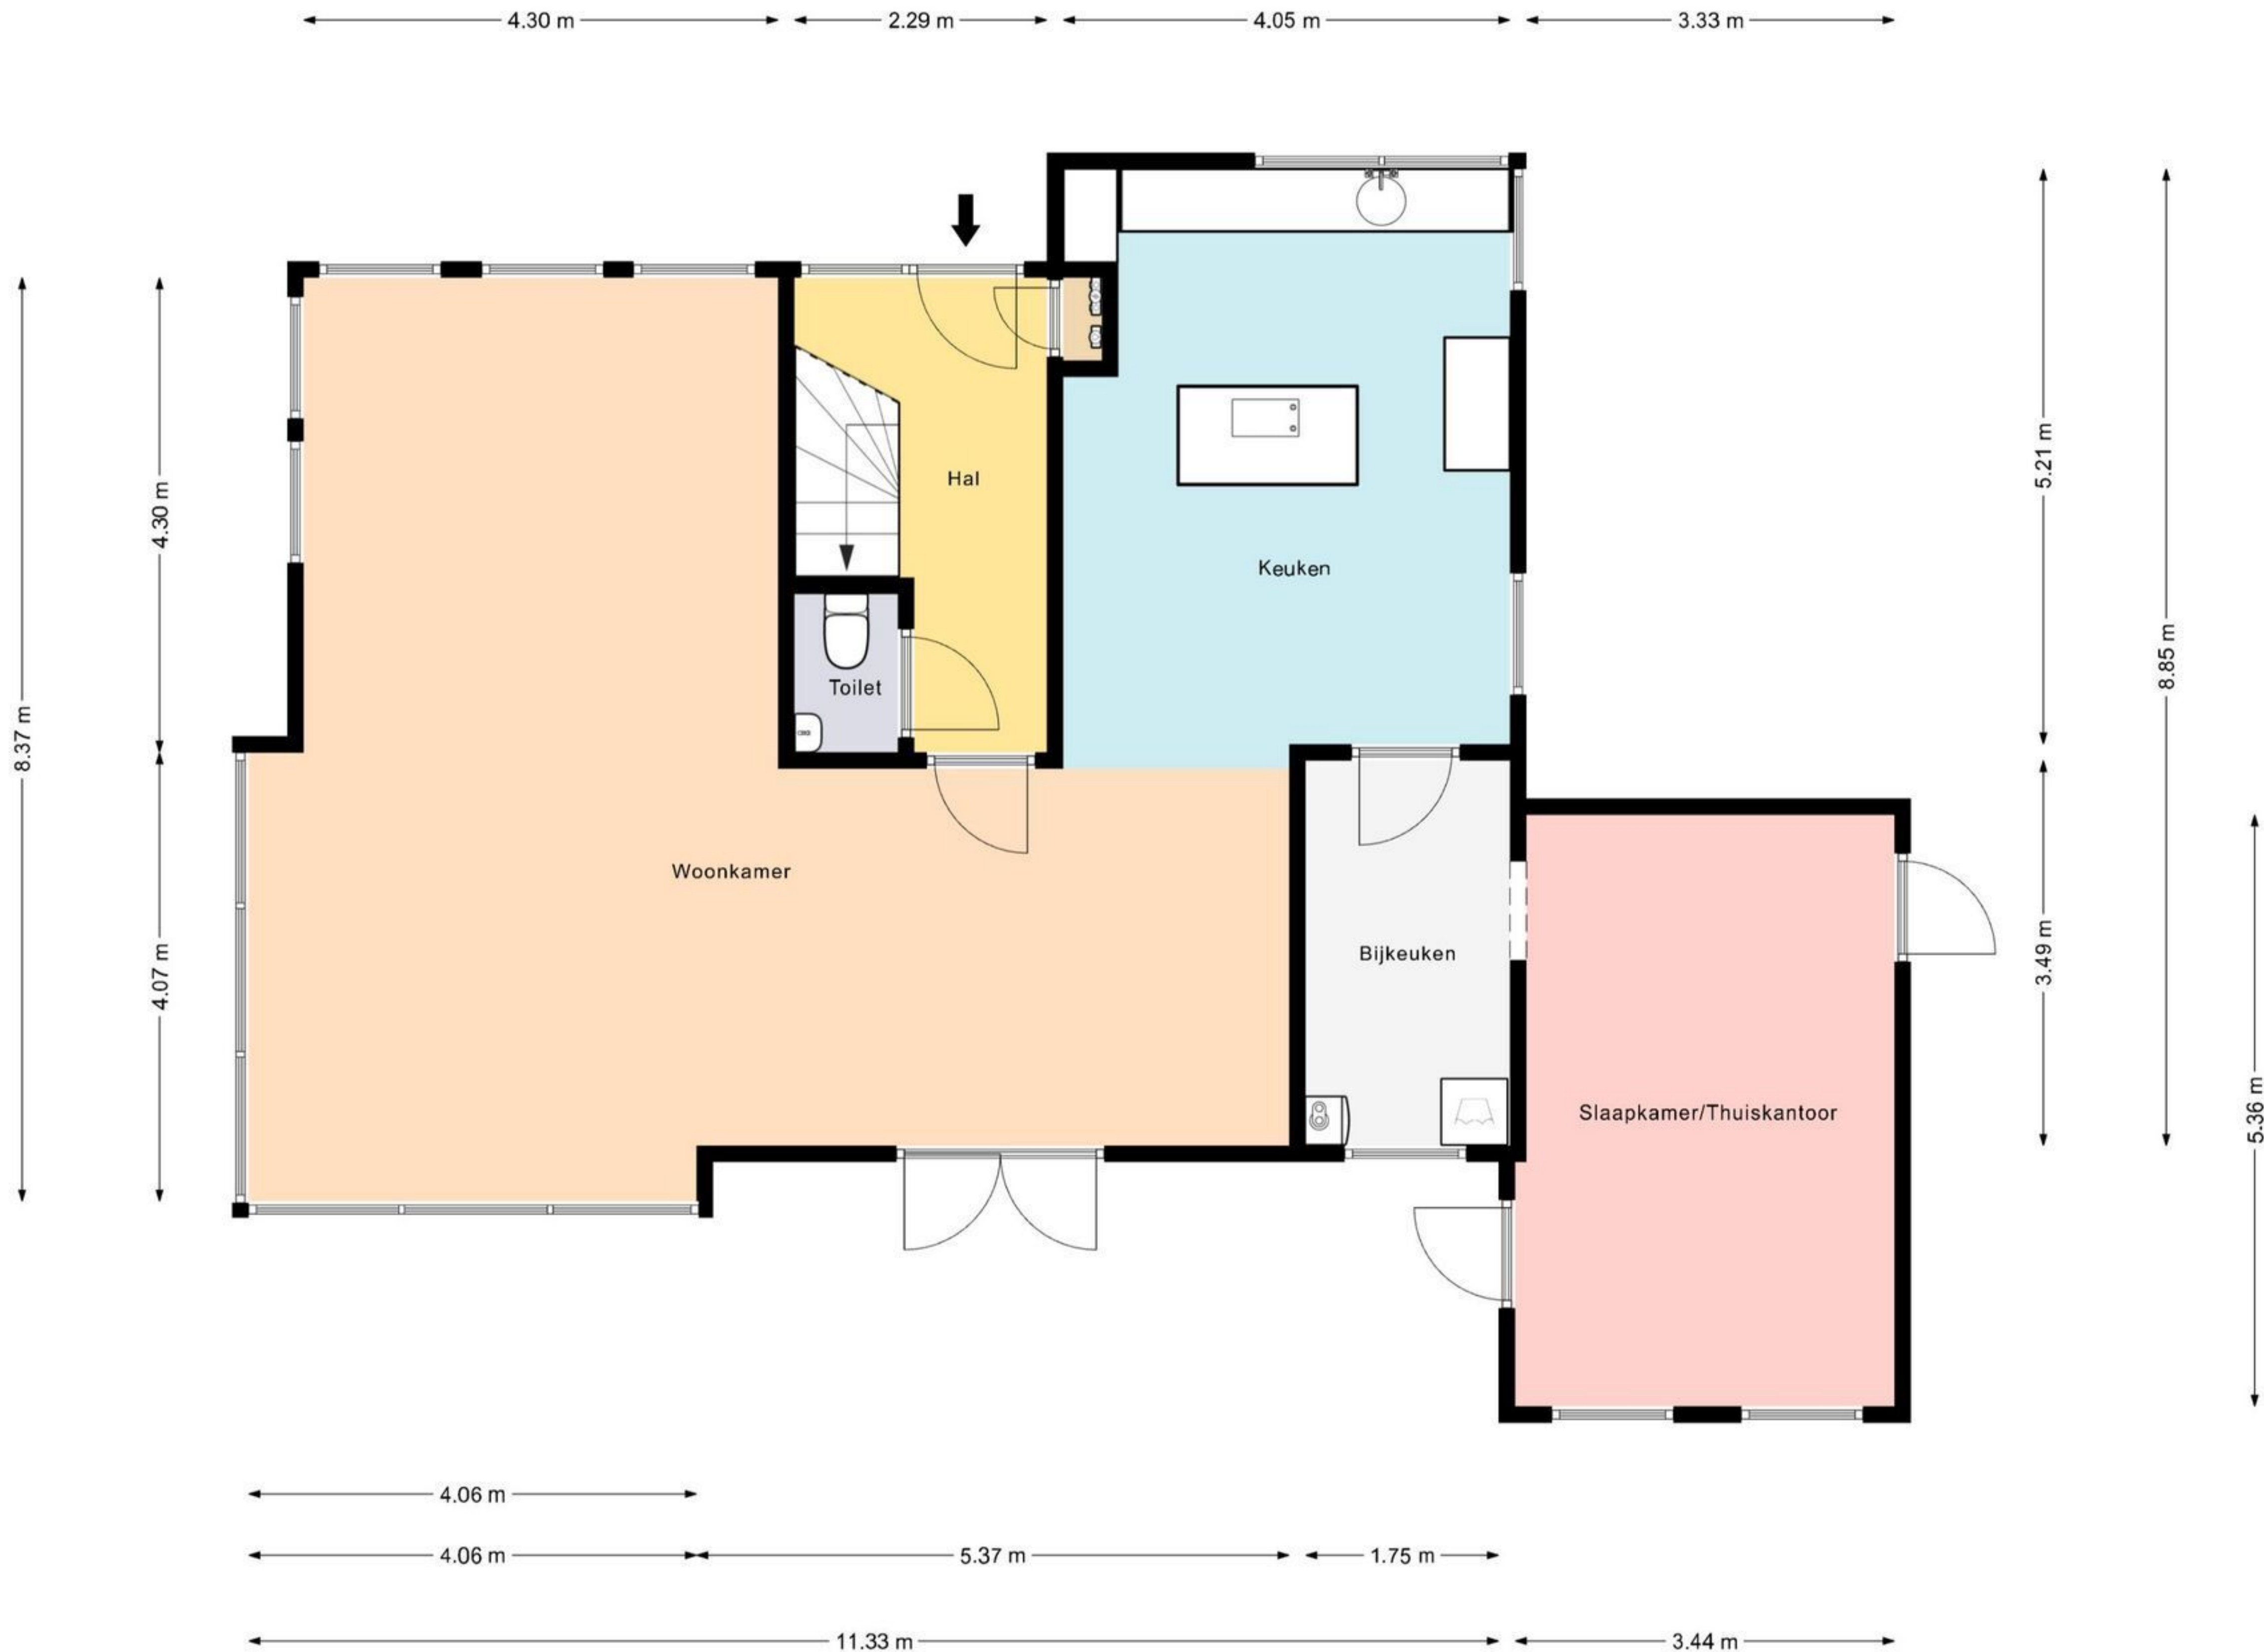 4.30 m
2.29 m
4.05 m
3.33 m
8.37 m
4.30 m
4.07 m
5.21 m
3.49 m
8.85 m
5.36 m
Hal
Keuken
Toilet
Woonkamer
Bijkeuken
Slaapkamer/Thuiskantoor
4.06 m
4.06 m
5.37 m
1.75 m
11.33 m
3.44 m